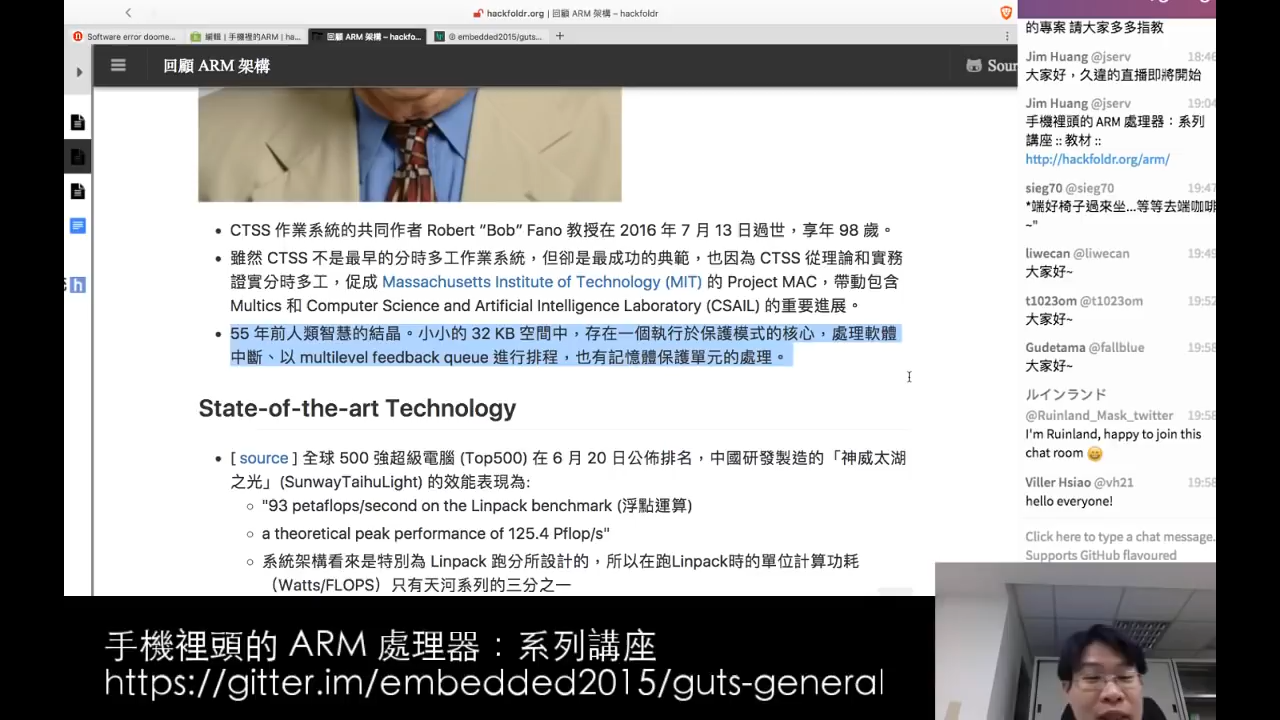 hackfoldr.org | 回顧 ARM 架構 – hackfoldr
Software error doome...
編輯 | 手機裡的ARM | ha...
回顧 ARM 架構 – hackfo...
@ embedded2015/guts...
回顧 ARM 架構
Sour
CTSS 作業系統的共同作者 Robert “Bob” Fano 教授在 2016 年 7 月 13 日過世，享年 98 歲。
雖然 CTSS 不是最早的分時多工作業系統，但卻是最成功的典範，也因為 CTSS 從理論和實務
證實分時多工，促成 Massachusetts Institute of Technology (MIT) 的 Project MAC，帶動包含
Multics 和 Computer Science and Artificial Intelligence Laboratory (CSAIL) 的重要進展。
55 年前人類智慧的結晶。小小的 32 KB 空間中，存在一個執行於保護模式的核心，處理軟體
中斷、以 multilevel feedback queue 進行排程，也有記憶體保護單元的處理。
State-of-the-art Technology
[ source ] 全球 500 強超級電腦 (Top500) 在 6 月 20 日公佈排名，中國研發製造的「神威太湖
之光」(SunwayTaihuLight) 的效能表現為:
"93 petaflops/second on the Linpack benchmark (浮點運算)
a theoretical peak performance of 125.4 Pflop/s"
系統架構看來是特別為 Linpack 跑分所設計的，所以在跑Linpack時的單位計算功耗
（Watts/FLOPS）只有天河系列的三分之一
的專案 請大家多多指教
Jim Huang @jserv 18:46
大家好，久違的直播即將開始
Jim Huang @jserv 19:04
手機裡頭的 ARM 處理器：系列
講座 :: 教材 ::
http://hackfoldr.org/arm/
sieg70 @sieg70 19:47
*端好椅子過來坐...等等去端咖啡
~"
liwecan @liwecan 19:49
大家好~
t1023om @t1023om 19:52
大家好~
Gudetama @fallblue 19:58
大家好~
ルインランド
@Ruinland_Mask_twitter 19:58
I'm Ruinland, happy to join this
chat room
Viller Hsiao @vh21 19:58
hello everyone!
Click here to type a chat message.
Supports GitHub flavoured
手機裡頭的 ARM 處理器：系列講座
https://gitter.im/embedded2015/guts-general